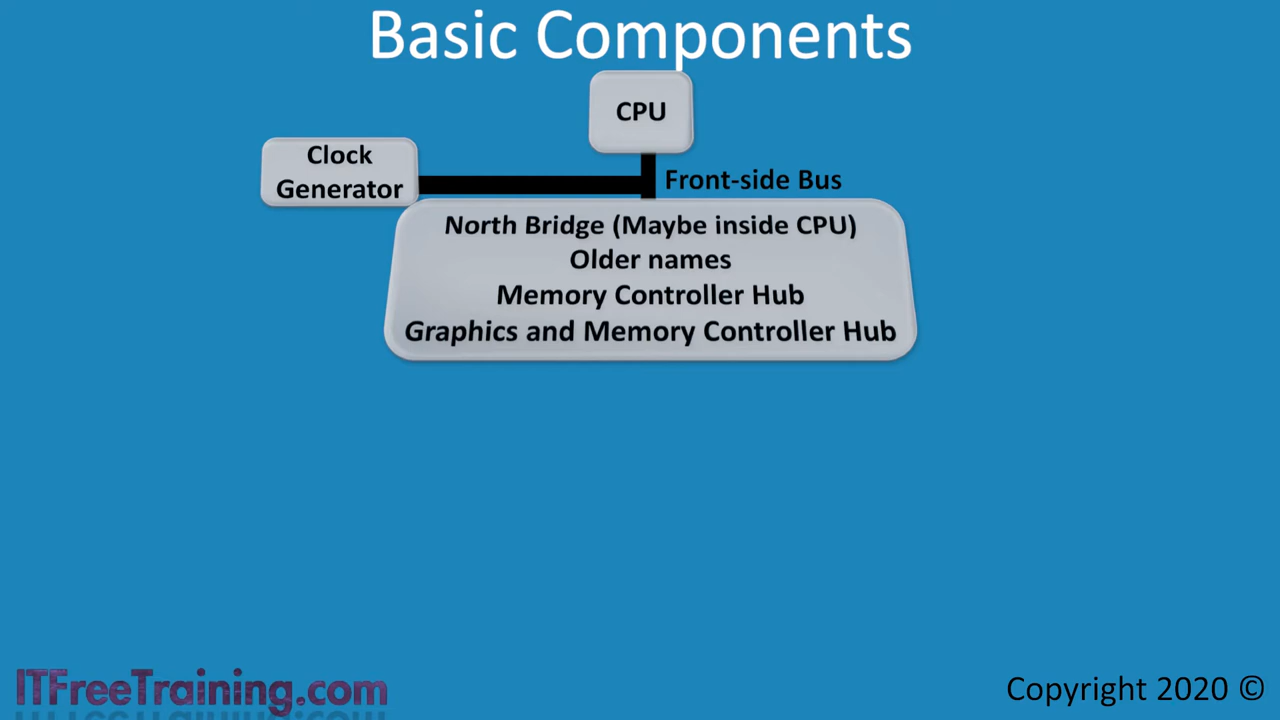 Basic Components
CPU
Clock
Generator
Front-side Bus
North Bridge (Maybe inside CPU)
Older names
Memory Controller Hub
Graphics and Memory Controller Hub
ITFreeTraining.com
Copyright 2020 ©